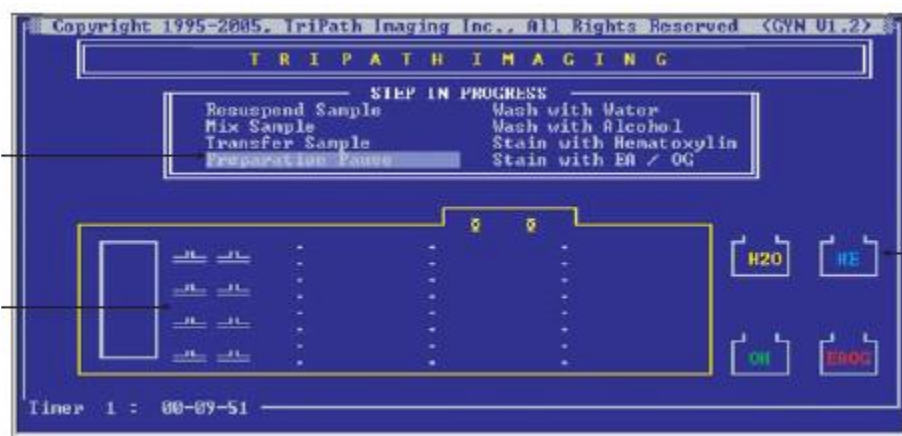 Copyright 1995-2005, TriPath Imaging Inc., All Rights Reserved (GYN V1.2)
T R I P A T H I M A G I N G
STEP IN PROGRESS
Resuspend Sample Wash with Water
Mix Sample Wash with Alcohol
Transfer Sample Stain with Hematoxylin
Preparation Pause Stain with EA / OG
H2O HE
OH EAOG
Timer 1 : 00-09-51